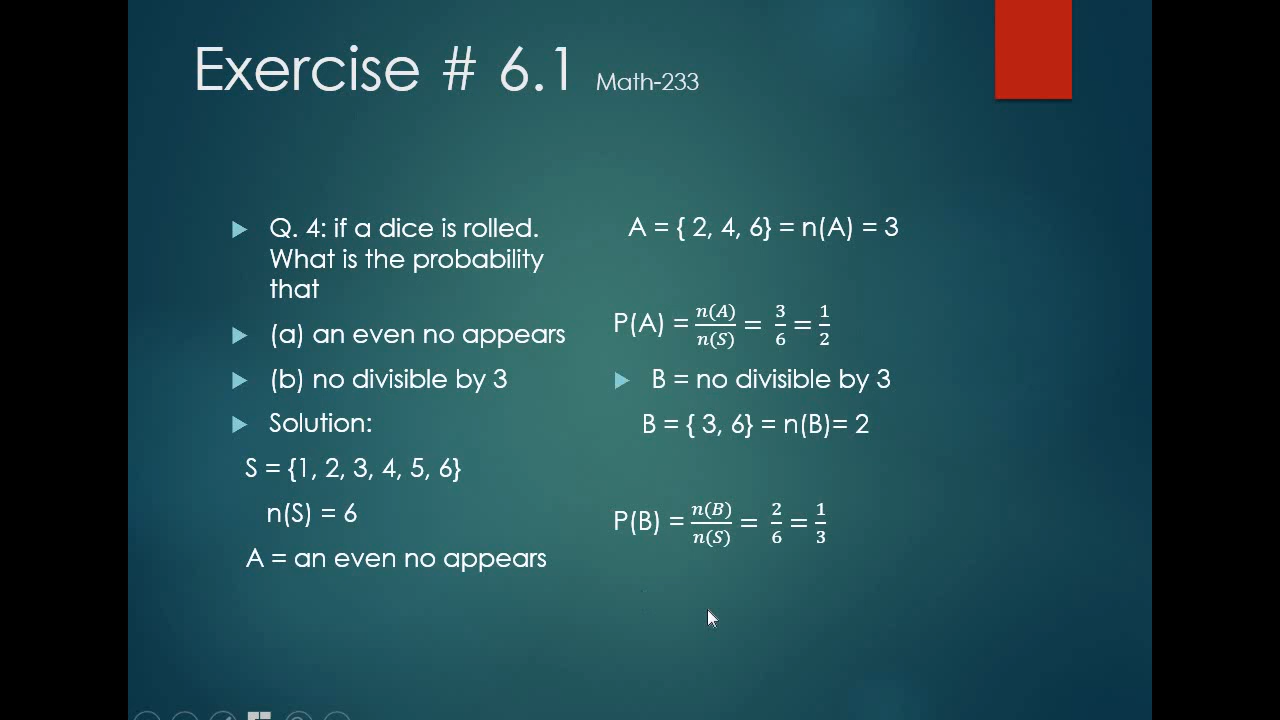 Exercise # 6.1 Math-233
► Q. 4: if a dice is rolled.
What is the probability
that
► (a) an even no appears
► (b) no divisible by 3
► Solution:
S = {1, 2, 3, 4, 5, 6}
n(S) = 6
A = an even no appears
A = { 2, 4, 6} = n(A) = 3
P(A) = n(A)/n(S) = 3/6 = 1/2
► B = no divisible by 3
B = { 3, 6} = n(B)= 2
P(B) = n(B)/n(S) = 2/6 = 1/3